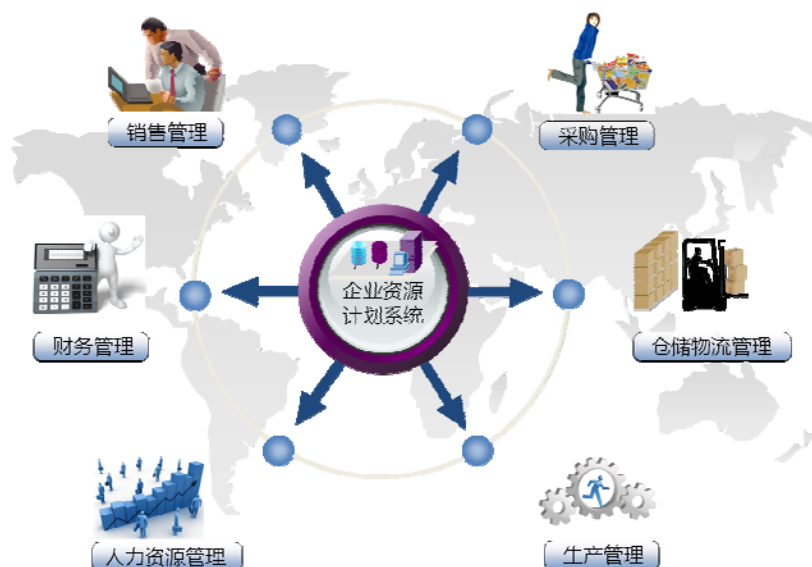 销售管理
采购管理
企业资源
计划系统
财务管理
仓储物流管理
人力资源管理
生产管理